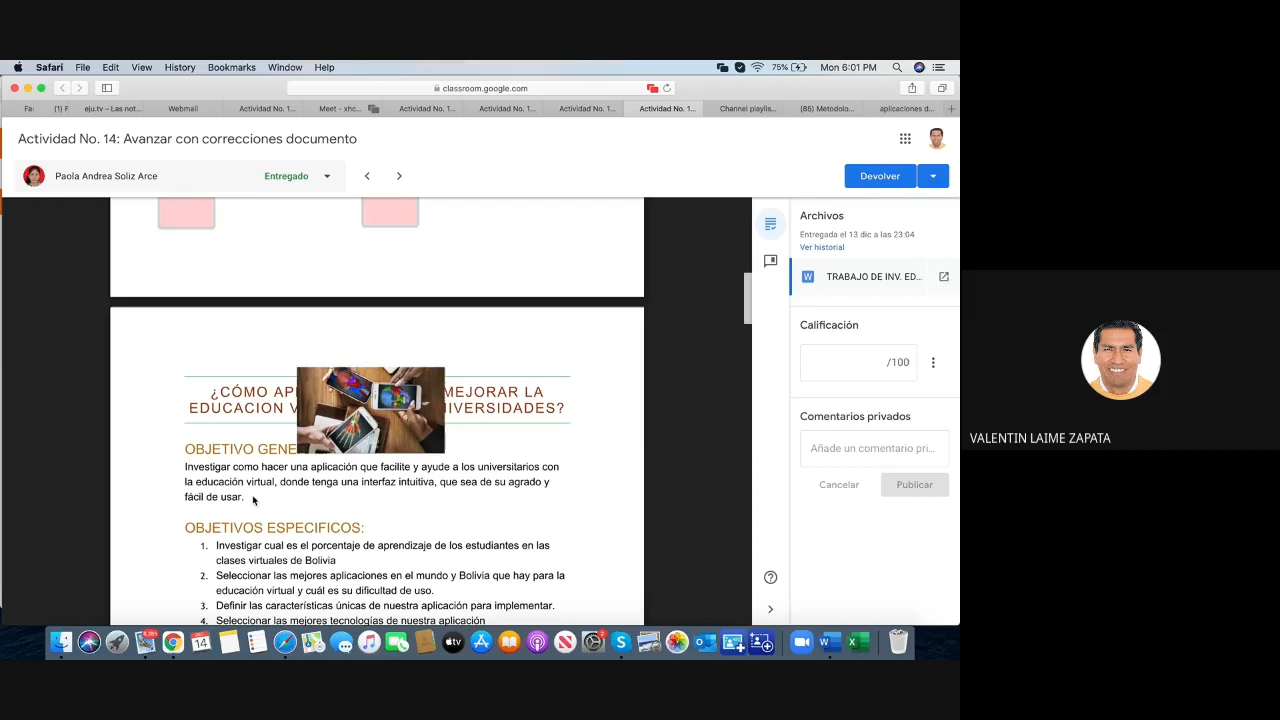 Safari File Edit View History Bookmarks Window Help 75% Mon 6:01 PM
classroom.google.com
Fa (1) F eju.tv – Las not... Webmail Actividad No. 1... Meet - xhc... Actividad No. 1... Actividad No. 1... Actividad No. 1... Actividad No. 1... Channel playlis... (85) Metodolo... aplicaciones d...
Actividad No. 14: Avanzar con correcciones documento
Paola Andrea Soliz Arce Entregado Devolver
Archivos
Entregada el 13 dic a las 23:04
Ver historial
W TRABAJO DE INV. ED...
Calificación
/100
Comentarios privados
Añade un comentario pri...
Cancelar Publicar
¿CÓMO AP MEJORAR LA
EDUCACION V IVERSIDADES?
OBJETIVO GENE
Investigar como hacer una aplicación que facilite y ayude a los universitarios con
la educación virtual, donde tenga una interfaz intuitiva, que sea de su agrado y
fácil de usar.
OBJETIVOS ESPECIFICOS:
1. Investigar cual es el porcentaje de aprendizaje de los estudiantes en las
clases virtuales de Bolivia
2. Seleccionar las mejores aplicaciones en el mundo y Bolivia que hay para la
educación virtual y cuál es su dificultad de uso.
3. Definir las características únicas de nuestra aplicación para implementar.
4. Seleccionar las mejores tecnologías de nuestra aplicación
VALENTIN LAIME ZAPATA
14
tv